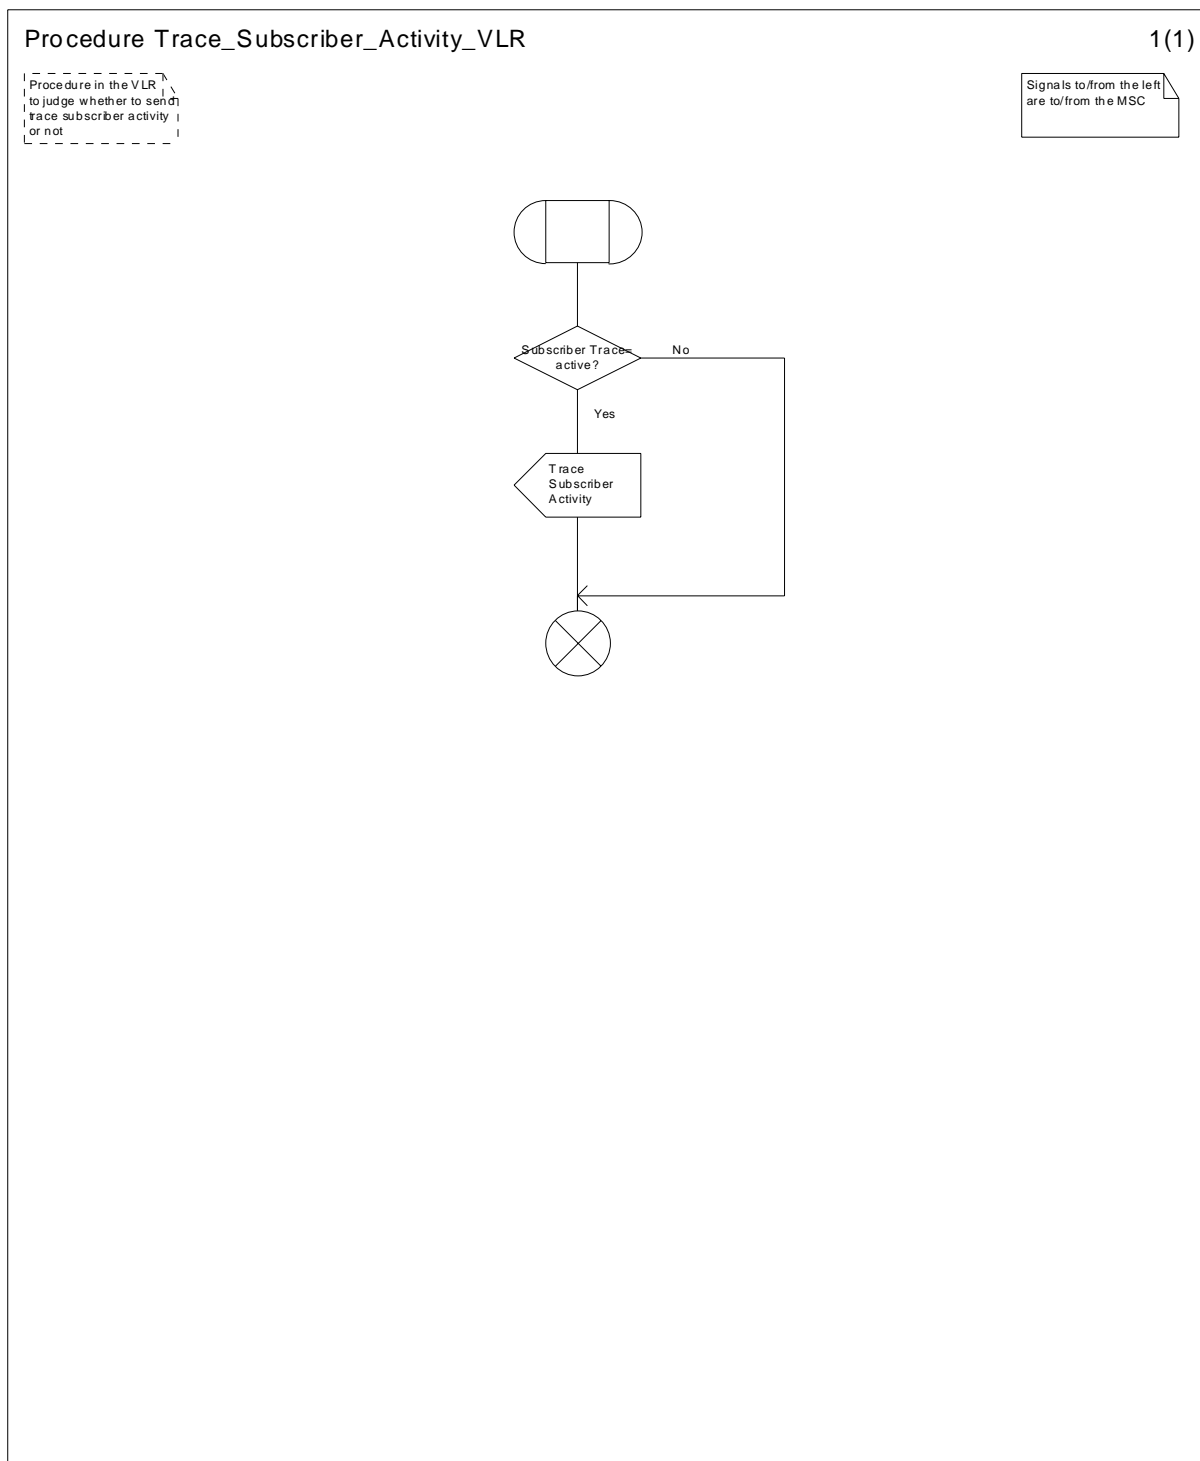 Procedure Trace_Subscriber_Activity_VLR
1(1)
Procedure in the VLR
to judge whether to send
trace subscriber activity
or not
Signals to/from the left
are to/from the MSC
Subscriber Trace=
active?
No
Yes
Trace
Subscriber
Activity